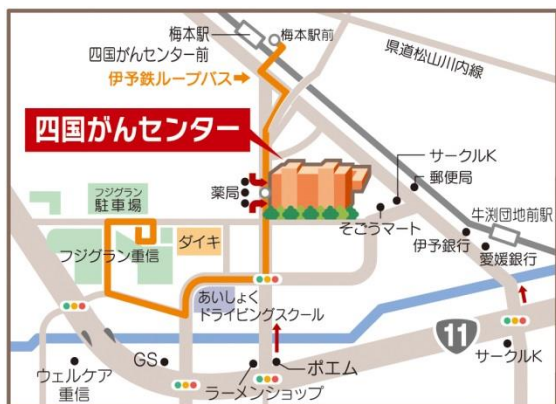 梅本駅
梅本駅前
四国がんセンター前
伊予鉄ループバス→
県道松山川内線
四国がんセンター
サークルK
郵便局
薬局
フジグラン
駐車場
そごうマート
牛渕団地前駅
伊予銀行
愛媛銀行
フジグラン重信
ダイキ
あいしょく
ドライビングスクール
11
GS
ポエム
サークルK
ウェルケア
重信
ラーメンショップ